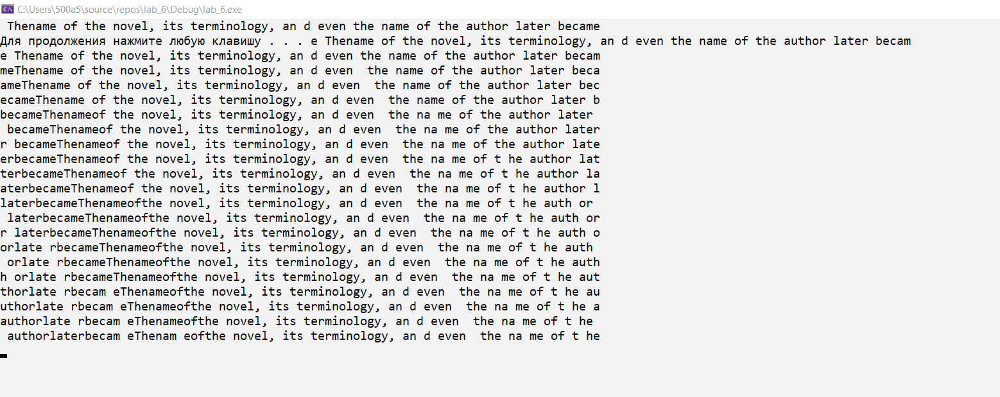 C:\Users\500a5\source\repos\lab_6\Debug\lab_6.exe
 Thename of the novel, its terminology, an d even the name of the author later became
Для продолжения нажмите любую клавишу . . . e Thename of the novel, its terminology, an d even the name of the author later becam
e Thename of the novel, its terminology, an d even the name of the author later becam
meThename of the novel, its terminology, an d even  the name of the author later beca
ameThename of the novel, its terminology, an d even  the name of the author later bec
ecameThename of the novel, its terminology, an d even  the name of the author later b
becameThenameof the novel, its terminology, an d even  the na me of the author later
 becameThenameof the novel, its terminology, an d even  the na me of the author later
r becameThenameof the novel, its terminology, an d even  the na me of the author late
erbecameThenameof the novel, its terminology, an d even  the na me of t he author lat
terbecameThenameof the novel, its terminology, an d even  the na me of t he author la
aterbecameThenameof the novel, its terminology, an d even  the na me of t he author l
laterbecameThenameofthe novel, its terminology, an d even  the na me of t he auth or
 laterbecameThenameofthe novel, its terminology, an d even  the na me of t he auth or
r laterbecameThenameofthe novel, its terminology, an d even  the na me of t he auth o
orlate rbecameThenameofthe novel, its terminology, an d even  the na me of t he auth
 orlate rbecameThenameofthe novel, its terminology, an d even  the na me of t he auth
h orlate rbecameThenameofthe novel, its terminology, an d even  the na me of t he aut
thorlate rbecam eThenameofthe novel, its terminology, an d even  the na me of t he au
uthorlate rbecam eThenameofthe novel, its terminology, an d even  the na me of t he a
authorlate rbecam eThenameofthe novel, its terminology, an d even  the na me of t he
 authorlaterbecam eThenam eofthe novel, its terminology, an d even  the na me of t he